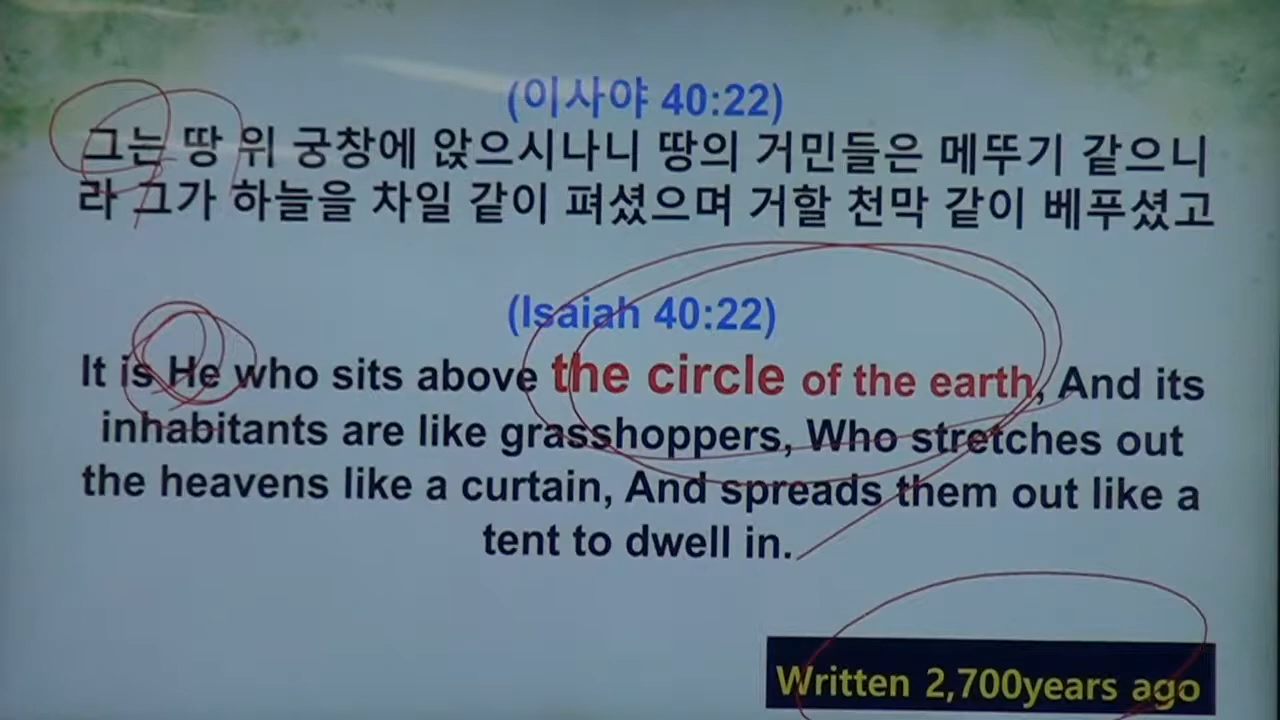 (이사야 40:22)
그는 땅 위 궁창에 앉으시나니 땅의 거민들은 메뚜기 같으니
라 그가 하늘을 차일 같이 펴셨으며 거할 천막 같이 베푸셨고
(Isaiah 40:22)
It is He who sits above the circle of the earth, And its
inhabitants are like grasshoppers, Who stretches out
the heavens like a curtain, And spreads them out like a
tent to dwell in.
Written 2,700years ago